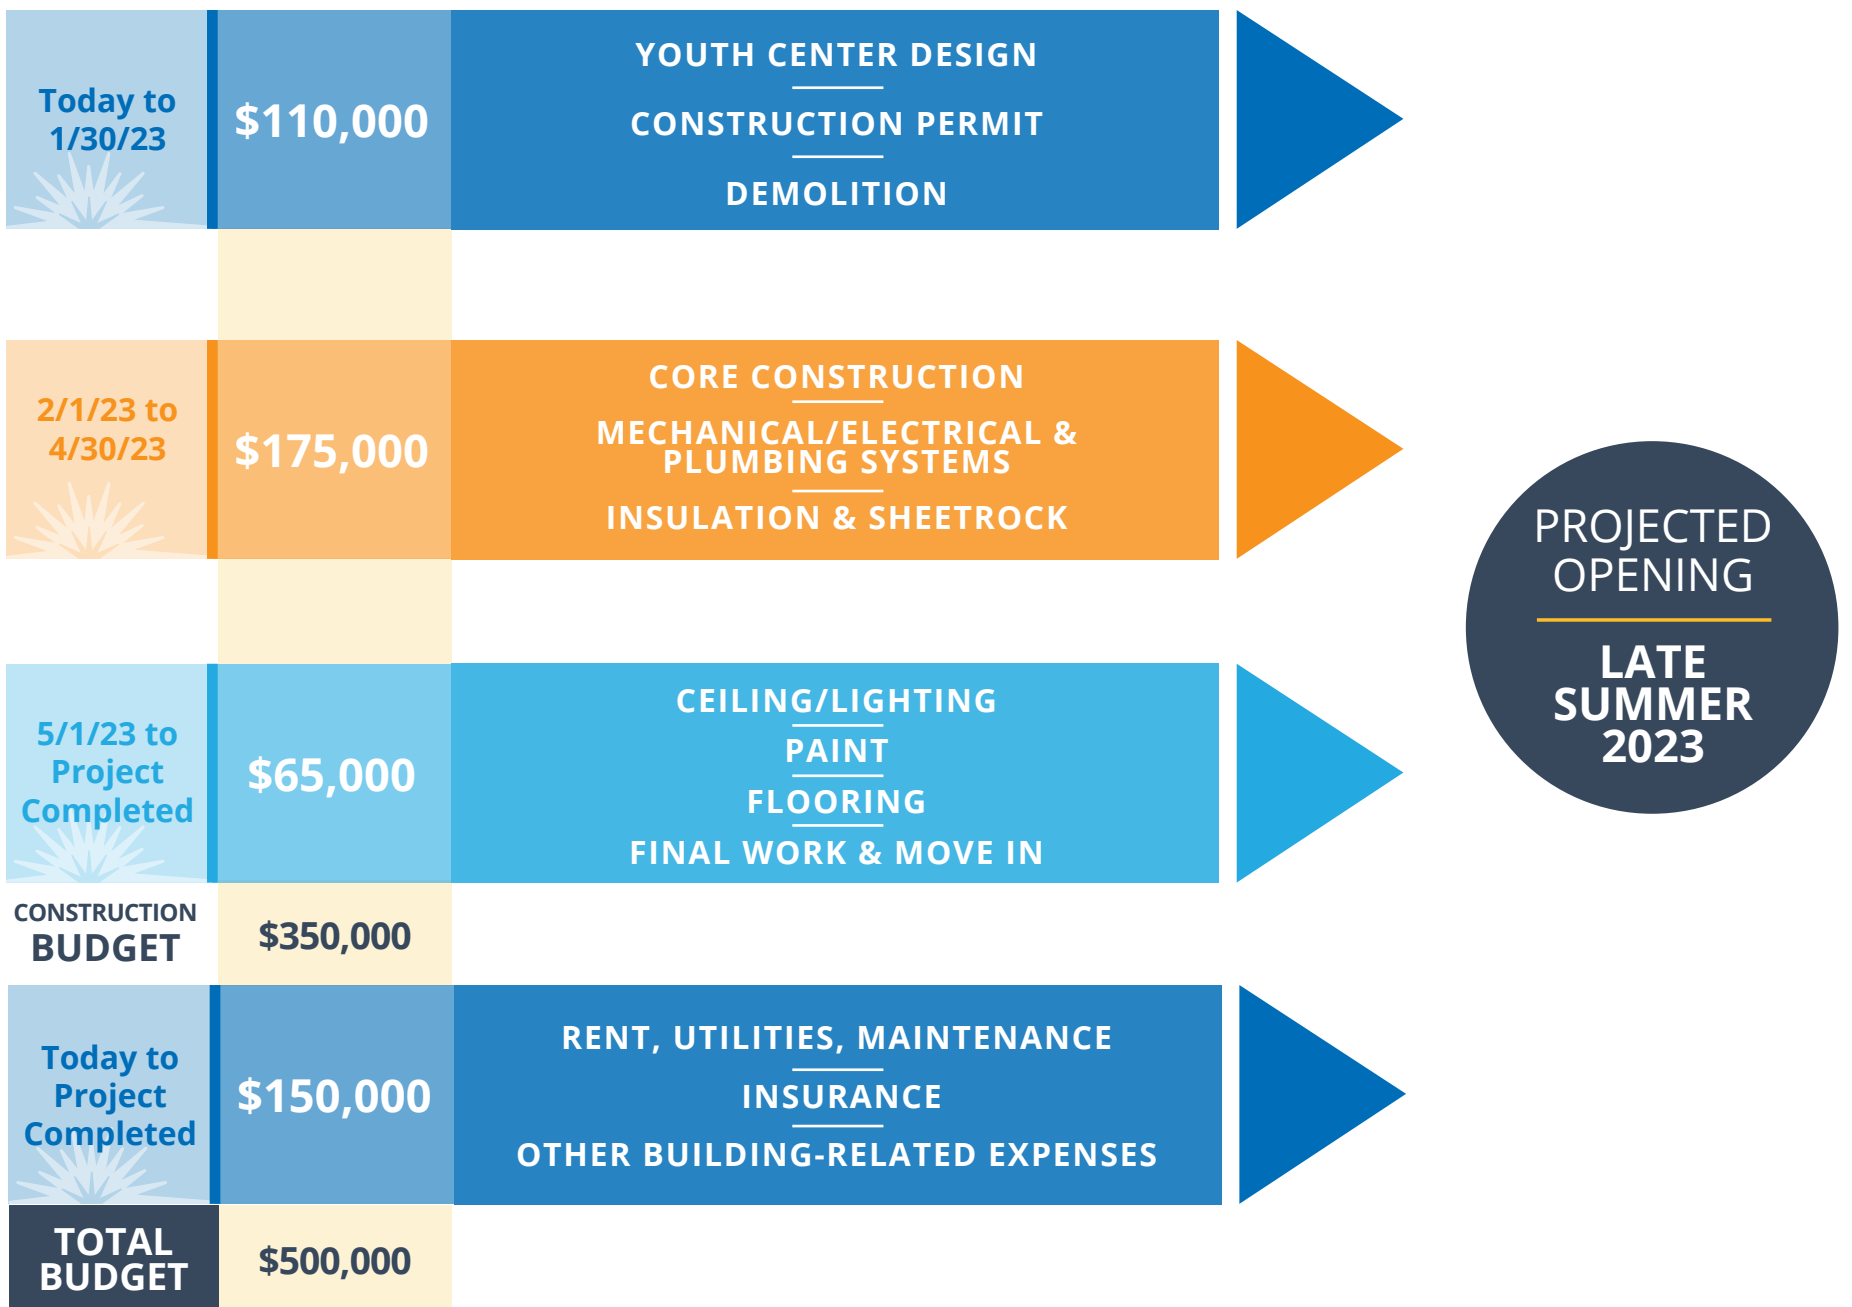 Today to
1/30/23
$110,000
YOUTH CENTER DESIGN
CONSTRUCTION PERMIT
DEMOLITION
2/1/23 to
4/30/23
$175,000
CORE CONSTRUCTION
MECHANICAL/ELECTRICAL &
PLUMBING SYSTEMS
INSULATION & SHEETROCK
5/1/23 to
Project
Completed
$65,000
CEILING/LIGHTING
PAINT
FLOORING
FINAL WORK & MOVE IN
CONSTRUCTION
BUDGET
$350,000
Today to
Project
Completed
$150,000
RENT, UTILITIES, MAINTENANCE
INSURANCE
OTHER BUILDING-RELATED EXPENSES
TOTAL
BUDGET
$500,000
PROJECTED
OPENING
LATE
SUMMER
2023